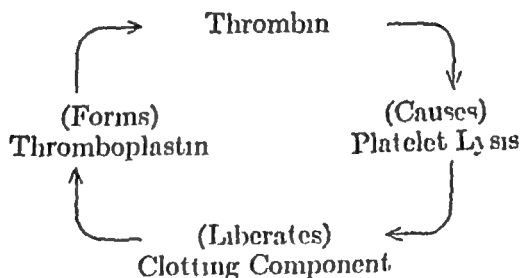 Thrombin
(Forms)
Thromboplastin
(Causes)
Platelet Lysis
(Liberates)
Clotting Component